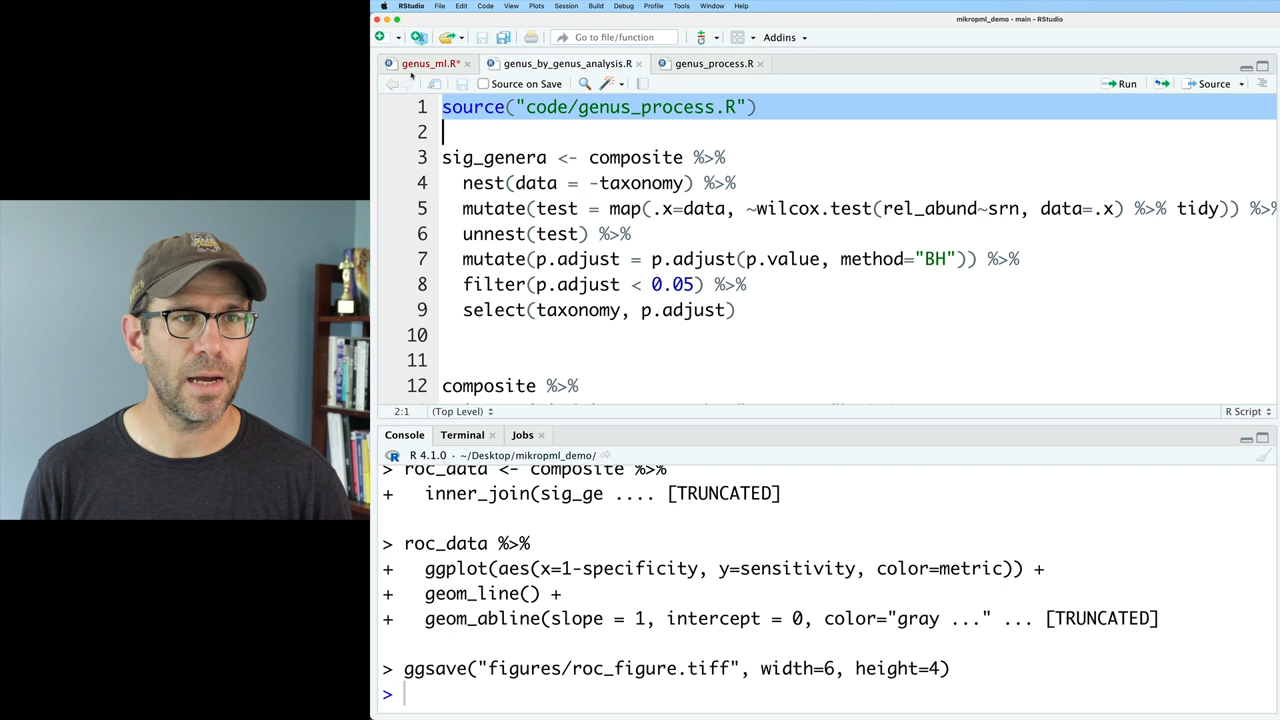 RStudio File Edit Code View Plots Session Build Debug Profile Tools Window Help
mikropml_demo - main - RStudio
Go to file/function Addins
genus_ml.R* genus_by_genus_analysis.R genus_process.R
Source on Save Run Source
1 source("code/genus_process.R")
2
3 sig_genera <- composite %>%
4 nest(data = -taxonomy) %>%
5 mutate(test = map(.x=data, ~wilcox.test(rel_abund~srn, data=.x) %>% tidy)) %>%
6 unnest(test) %>%
7 mutate(p.adjust = p.adjust(p.value, method="BH")) %>%
8 filter(p.adjust < 0.05) %>%
9 select(taxonomy, p.adjust)
10
11
12 composite %>%
2:1 (Top Level) R Script
Console Terminal Jobs
R 4.1.0 · ~/Desktop/mikropml_demo/
> roc_data <- composite %>%
+ inner_join(sig_ge .... [TRUNCATED]
> roc_data %>%
+ ggplot(aes(x=1-specificity, y=sensitivity, color=metric)) +
+ geom_line() +
+ geom_abline(slope = 1, intercept = 0, color="gray ..." ... [TRUNCATED]
> ggsave("figures/roc_figure.tiff", width=6, height=4)
>